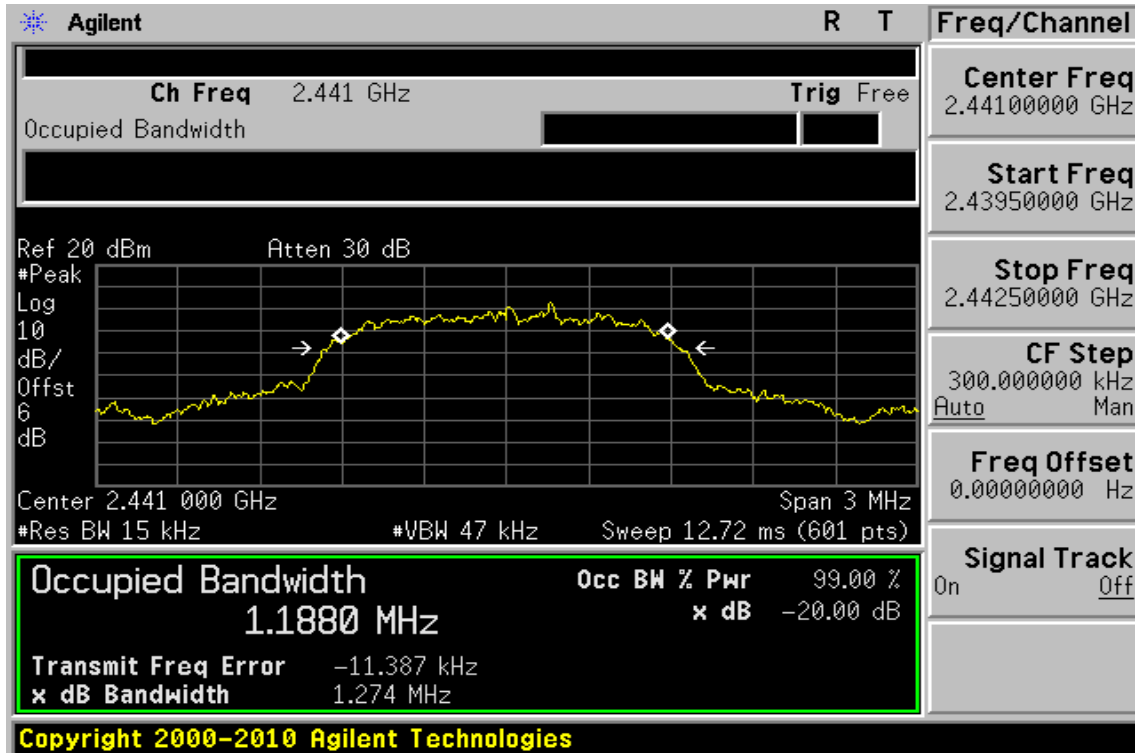 Agilent R T Freq/Channel
Ch Freq 2.441 GHz Trig Free
Occupied Bandwidth
Center Freq
2.44100000 GHz
Start Freq
2.43950000 GHz
Stop Freq
2.44250000 GHz
CF Step
300.000000 kHz
Auto Man
Freq Offset
0.00000000 Hz
Signal Track
On Off
Ref 20 dBm Atten 30 dB
#Peak
Log
10
dB/
Offst
6
dB
Center 2.441 000 GHz Span 3 MHz
#Res BW 15 kHz #VBW 47 kHz Sweep 12.72 ms (601 pts)
Occupied Bandwidth Occ BW % Pwr 99.00 %
1.1880 MHz x dB -20.00 dB
Transmit Freq Error -11.387 kHz
x dB Bandwidth 1.274 MHz
Copyright 2000-2010 Agilent Technologies